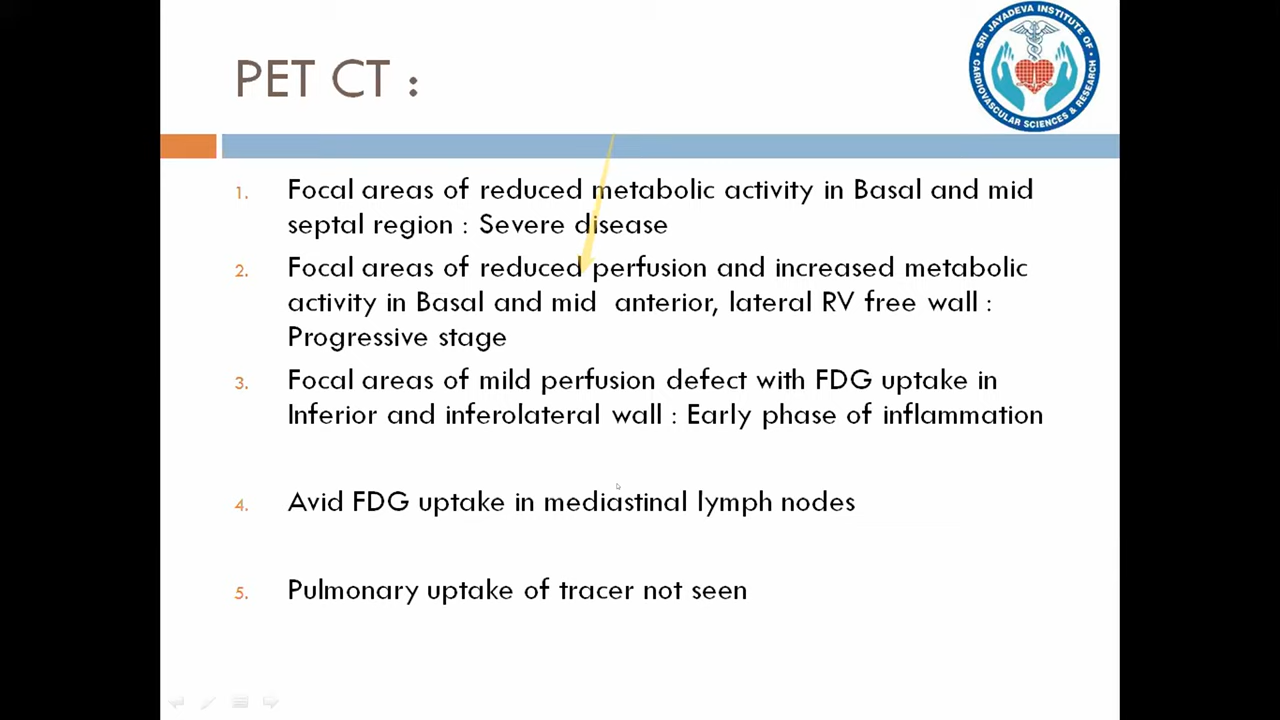 PET CT :
SRI JAYADEVA INSTITUTE OF
CARDIOVASCULAR SCIENCES & RESEARCH
1. Focal areas of reduced metabolic activity in Basal and mid
septal region : Severe disease
2. Focal areas of reduced perfusion and increased metabolic
activity in Basal and mid anterior, lateral RV free wall :
Progressive stage
3. Focal areas of mild perfusion defect with FDG uptake in
Inferior and inferolateral wall : Early phase of inflammation
4. Avid FDG uptake in mediastinal lymph nodes
5. Pulmonary uptake of tracer not seen